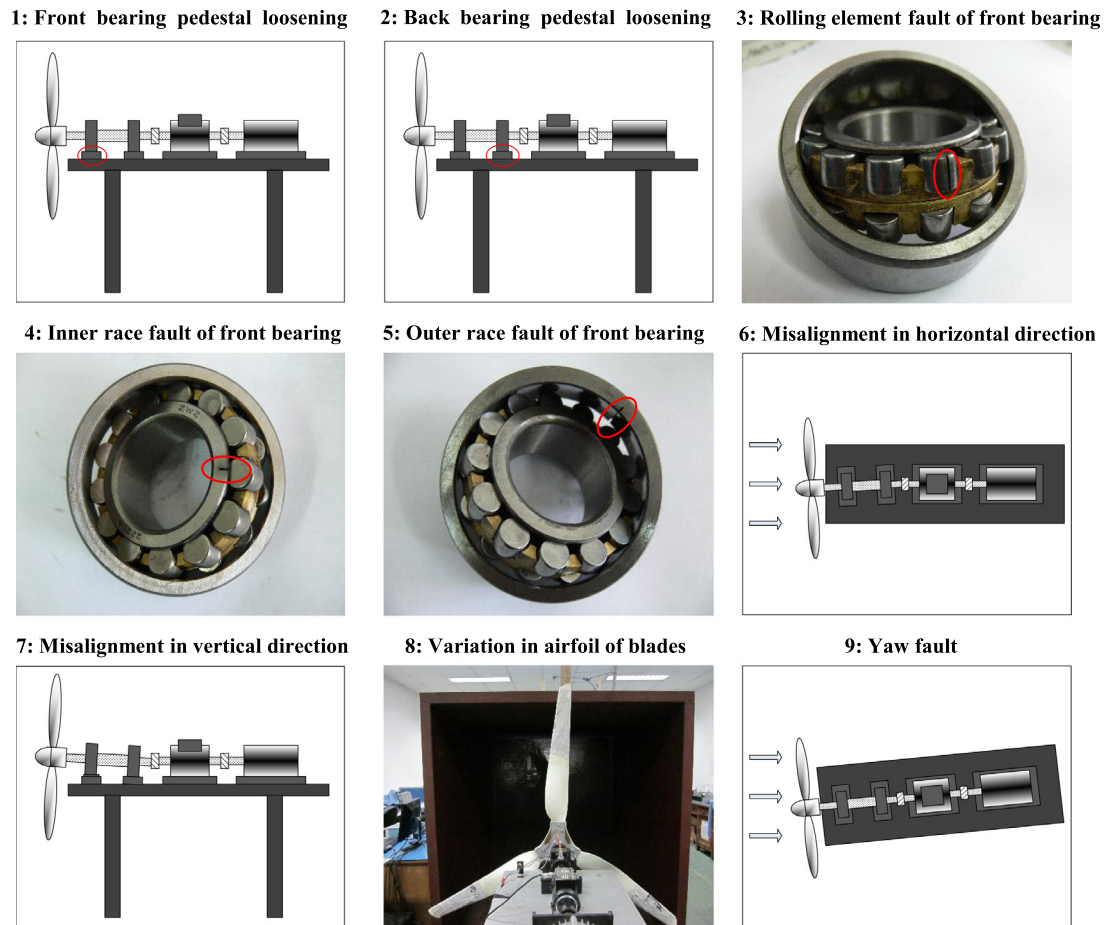 1: Front bearing pedestal loosening
2: Back bearing pedestal loosening
3: Rolling element fault of front bearing
4: Inner race fault of front bearing
5: Outer race fault of front bearing
6: Misalignment in horizontal direction
ZWZ
7: Misalignment in vertical direction
8: Variation in airfoil of blades
9: Yaw fault